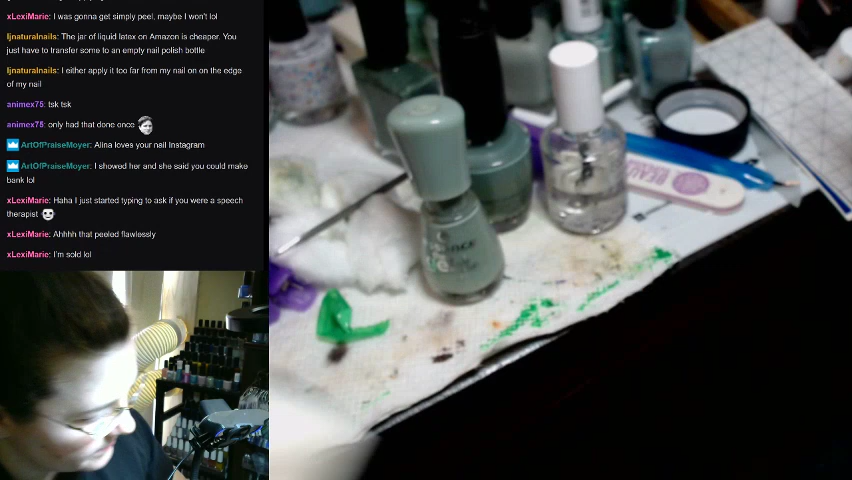 xLexiMarie: I was gonna get simply peel, maybe I won't lol
ljnaturalnails: The jar of liquid latex on Amazon is cheaper. You
just have to transfer some to an empty nail polish bottle
ljnaturalnails: I either apply it too far from my nail on on the edge
of my nail
animex75: tsk tsk
animex75: only had that done once
ArtOfPraiseMoyer: Alina loves your nail Instagram
ArtOfPraiseMoyer: I showed her and she said you could make
bank lol
xLexiMarie: Haha I just started typing to ask if you were a speech
therapist
xLexiMarie: Ahhhh that peeled flawlessly
xLexiMarie: I'm sold lol